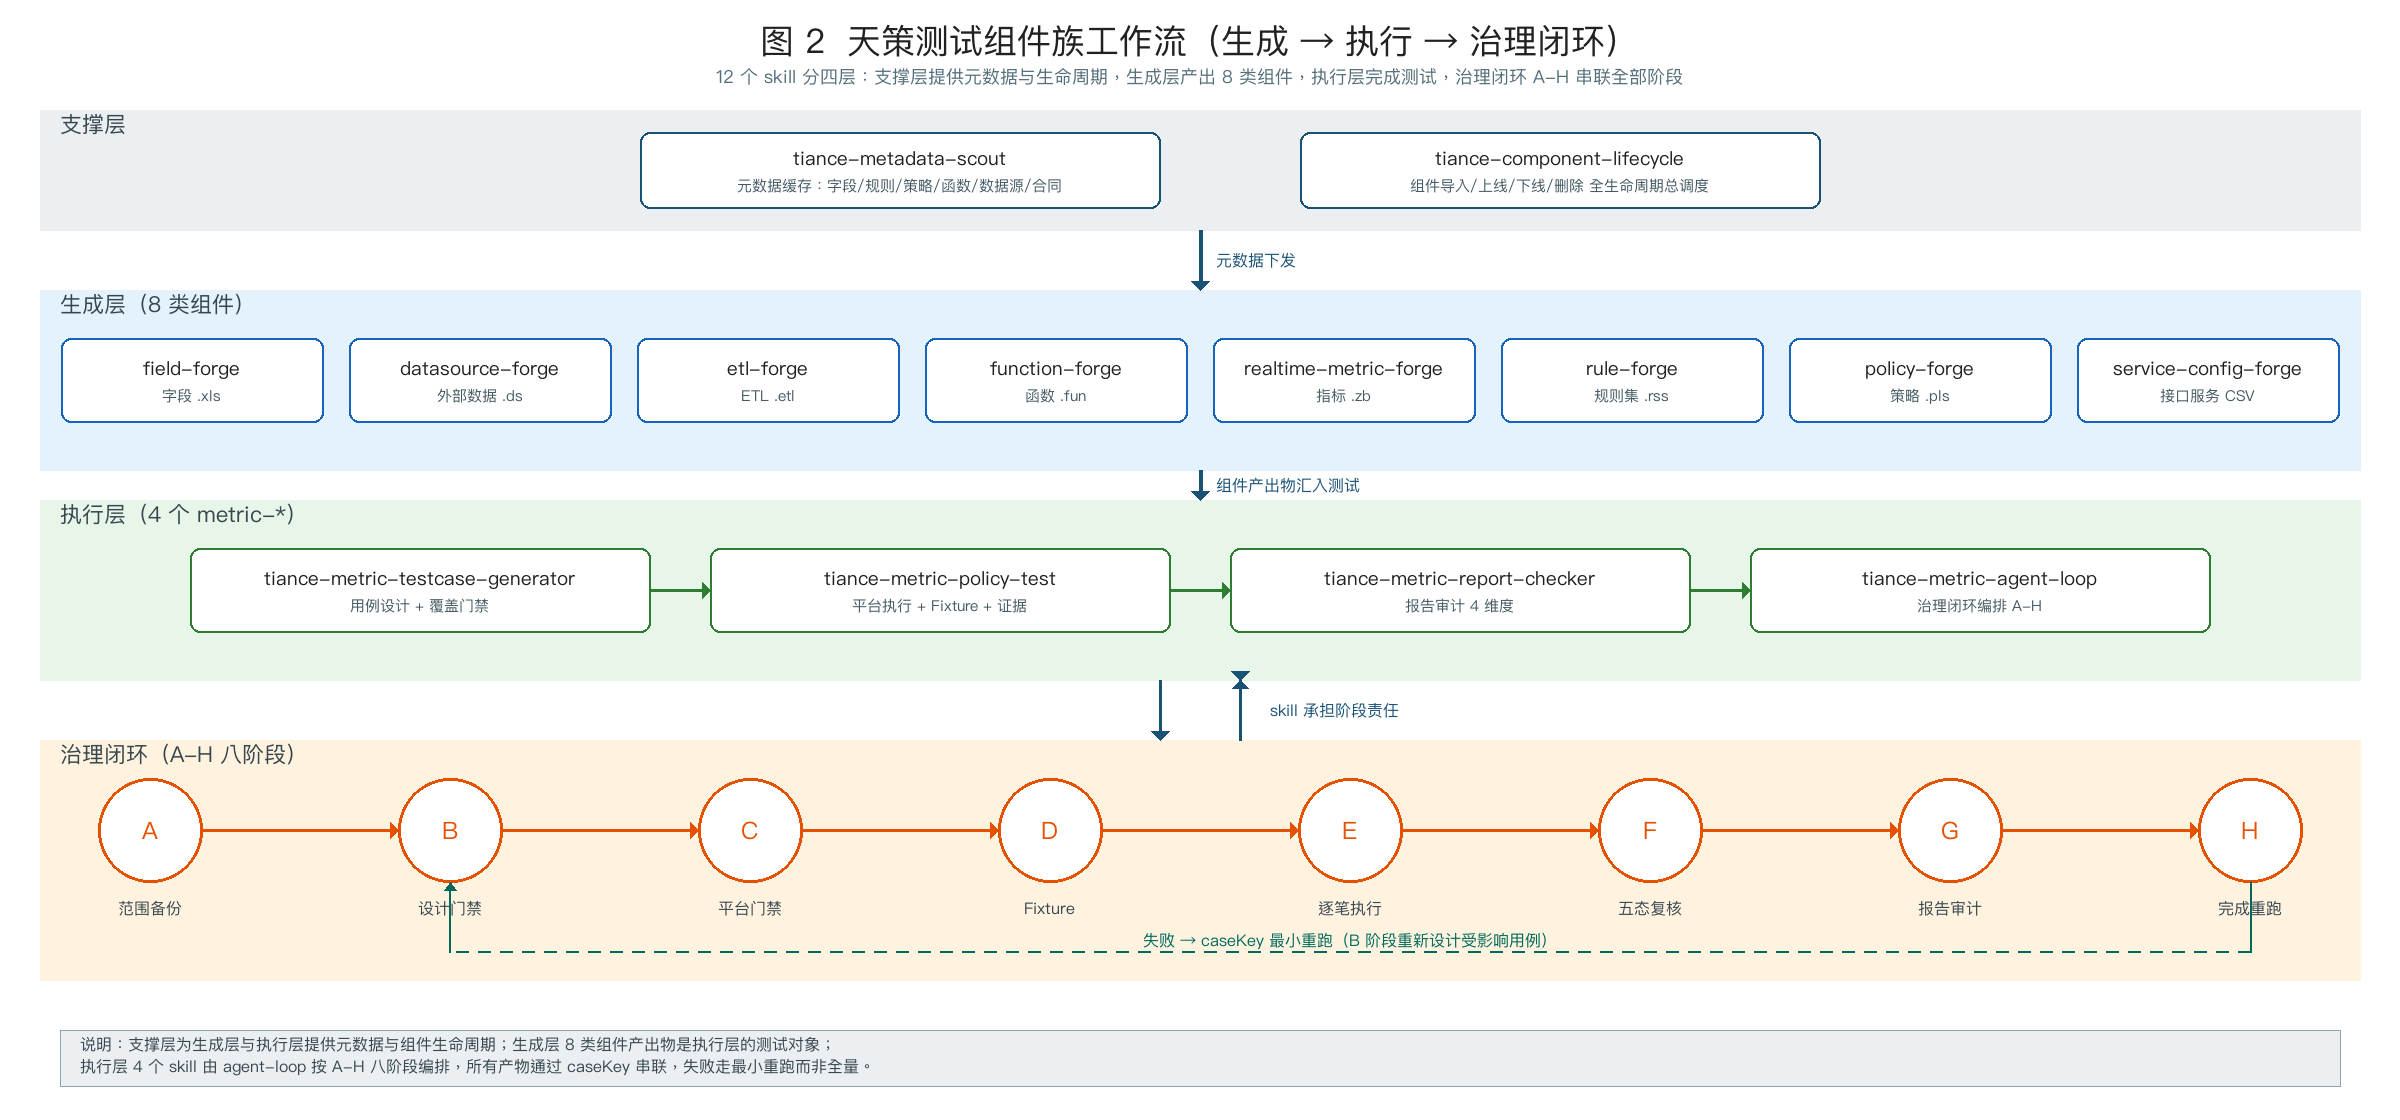 图 2  天策测试组件族工作流（生成 → 执行 → 治理闭环）
12 个 skill 分四层：支撑层提供元数据与生命周期，生成层产出 8 类组件，执行层完成测试，治理闭环 A-H 串联全部阶段
支撑层
tiance-metadata-scout
元数据缓存：字段/规则/策略/函数/数据源/合同
tiance-component-lifecycle
组件导入/上线/下线/删除 全生命周期总调度
元数据下发
生成层（8 类组件）
field-forge
字段 .xls
datasource-forge
外部数据 .ds
etl-forge
ETL .etl
function-forge
函数 .fun
realtime-metric-forge
指标 .zb
rule-forge
规则集 .rss
policy-forge
策略 .pls
service-config-forge
接口服务 CSV
组件产出物汇入测试
执行层（4 个 metric-*）
tiance-metric-testcase-generator
用例设计 + 覆盖门禁
tiance-metric-policy-test
平台执行 + Fixture + 证据
tiance-metric-report-checker
报告审计 4 维度
tiance-metric-agent-loop
治理闭环编排 A-H
skill 承担阶段责任
治理闭环（A-H 八阶段）
A
B
C
D
E
F
G
H
范围备份
设计门禁
平台门禁
Fixture
逐笔执行
五态复核
报告审计
完成重跑
失败 → caseKey 最小重跑（B 阶段重新设计受影响用例）
说明：支撑层为生成层与执行层提供元数据与组件生命周期；生成层 8 类组件产出物是执行层的测试对象；
执行层 4 个 skill 由 agent-loop 按 A-H 八阶段编排，所有产物通过 caseKey 串联，失败走最小重跑而非全量。